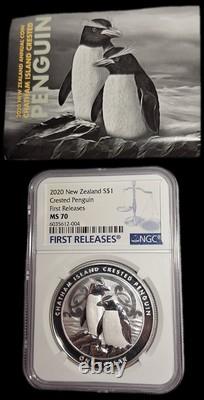 2020 NEW ZEALAND ANNUAL COIN
CHATHAM ISLAND CRESTED
PENGUIN
2020 New Zealand S$1
Crested Penguin
First Releases
MS 70
6035612-004
FIRST RELEASES®
NGC
CHATHAM ISLAND CRESTED PENGUIN
ONE DOLLAR